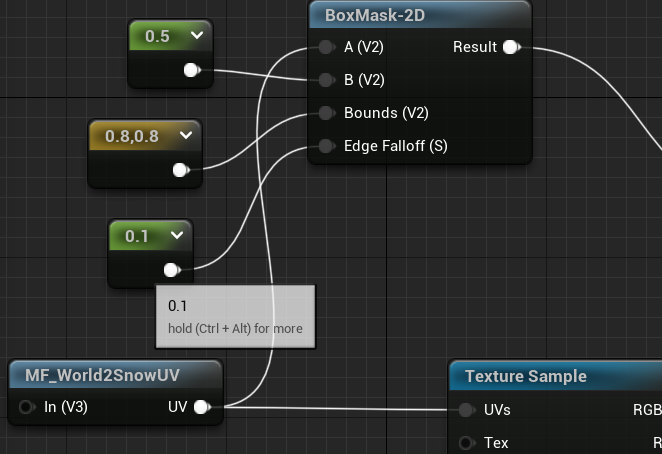 BoxMask-2D
0.5
A (V2)
Result
B (V2)
0.8,0.8
Bounds (V2)
Edge Falloff (S)
0.1
0.1
hold (Ctrl + Alt) for more
MF_World2SnowUV
In (V3)
UV
Texture Sample
UVs
RGB
Tex
R